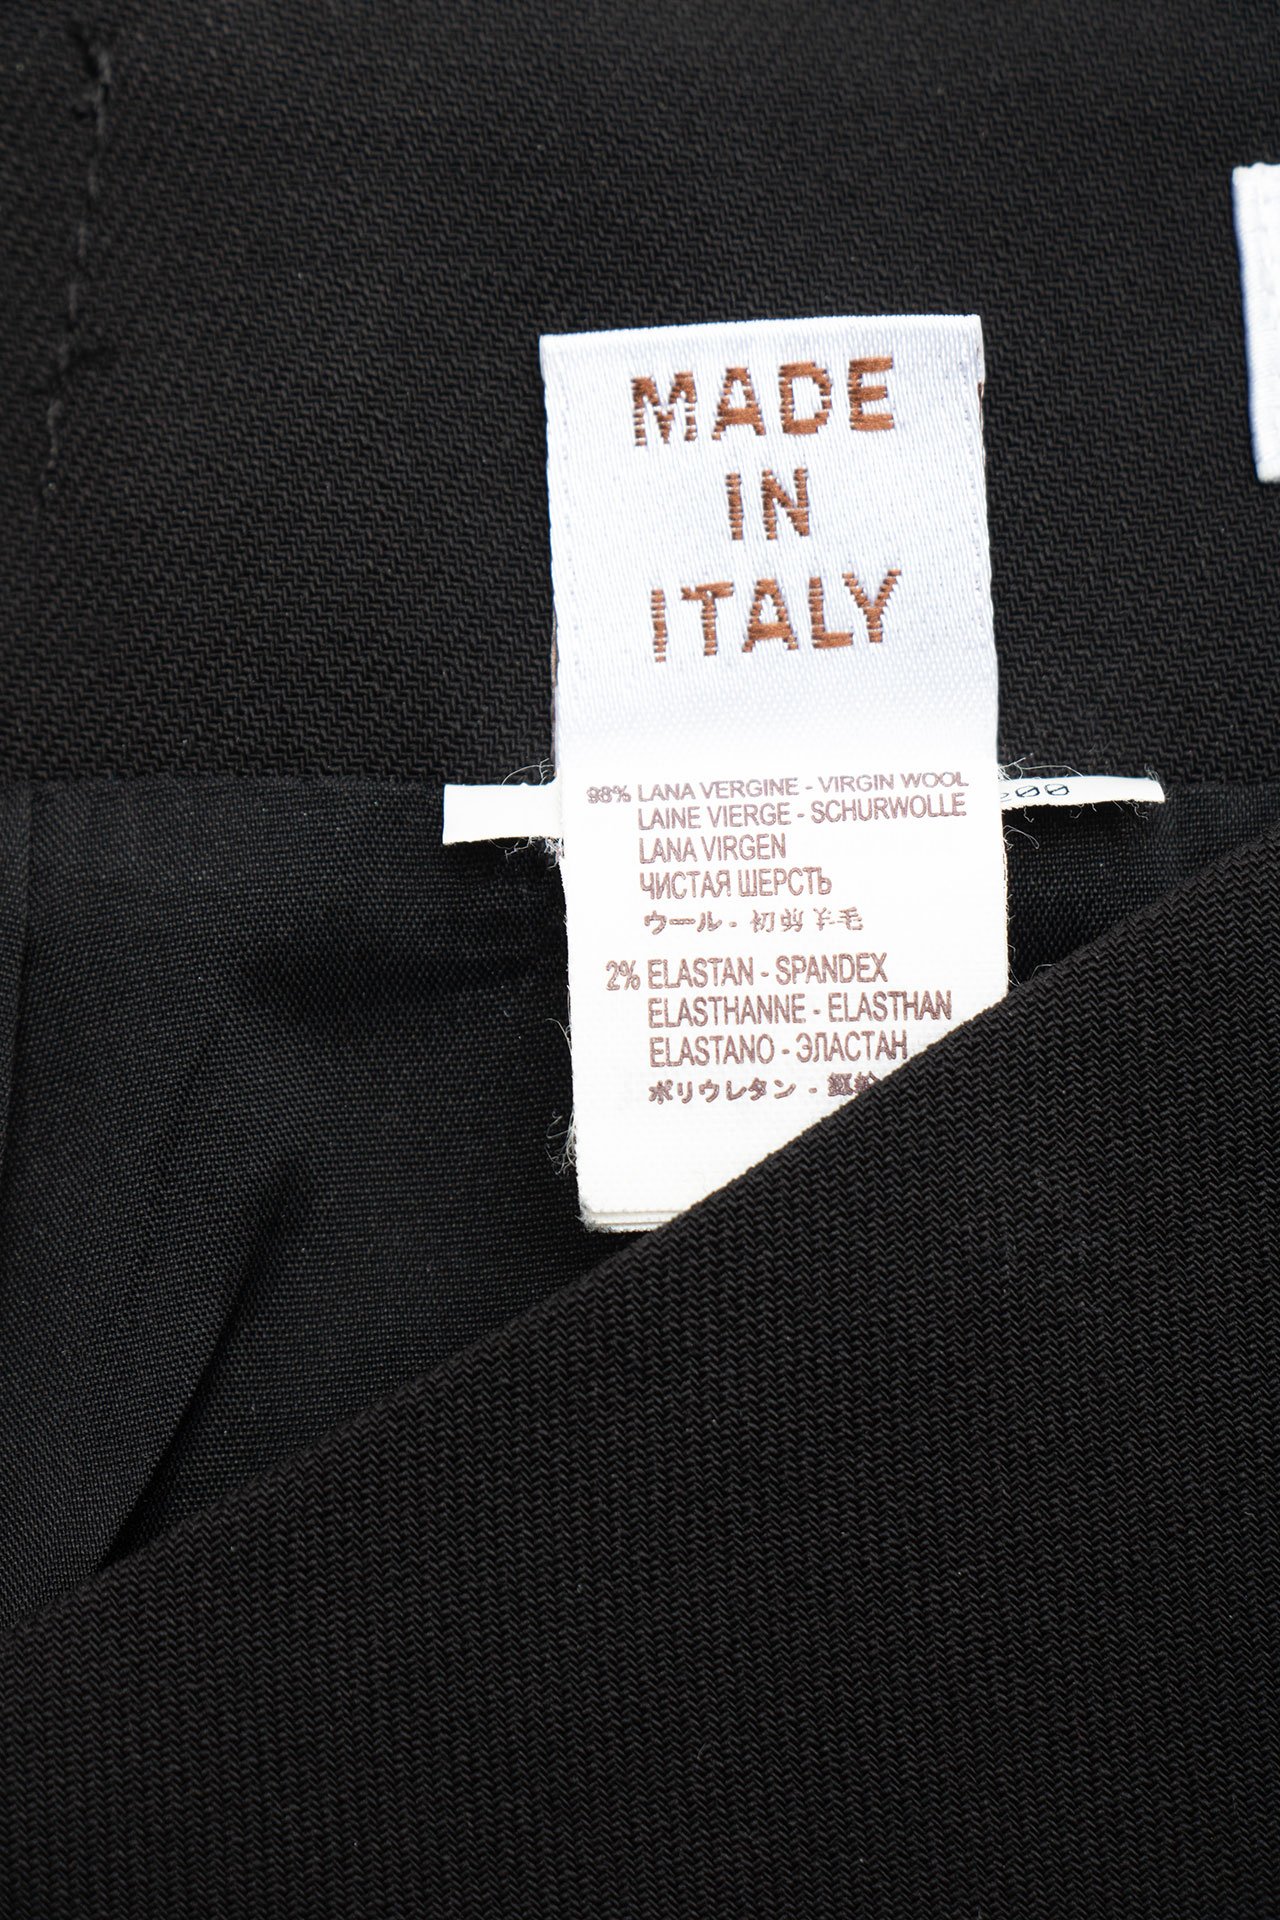 MADE
IN
ITALY
98% LANA VERGINE - VIRGIN WOOL
LAINE VIERGE - SCHURWOLLE
LANA VIRGEN
ЧИСТАЯ ШЕРСТЬ
ウール - 初剪羊毛
2% ELASTAN - SPANDEX
ELASTHANNE - ELASTHAN
ELASTANO - ЭЛАСТАН
ポリウレタン -